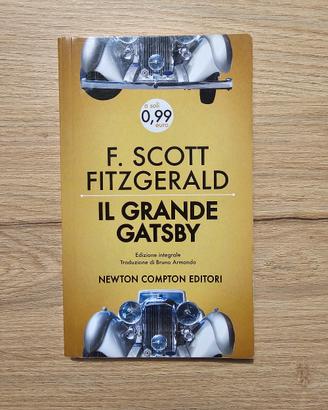 a soli
0,99
euro
F. SCOTT
FITZGERALD
IL GRANDE
GATSBY
Edizione integrale
Traduzione di Bruno Armando
NEWTON COMPTON EDITORI